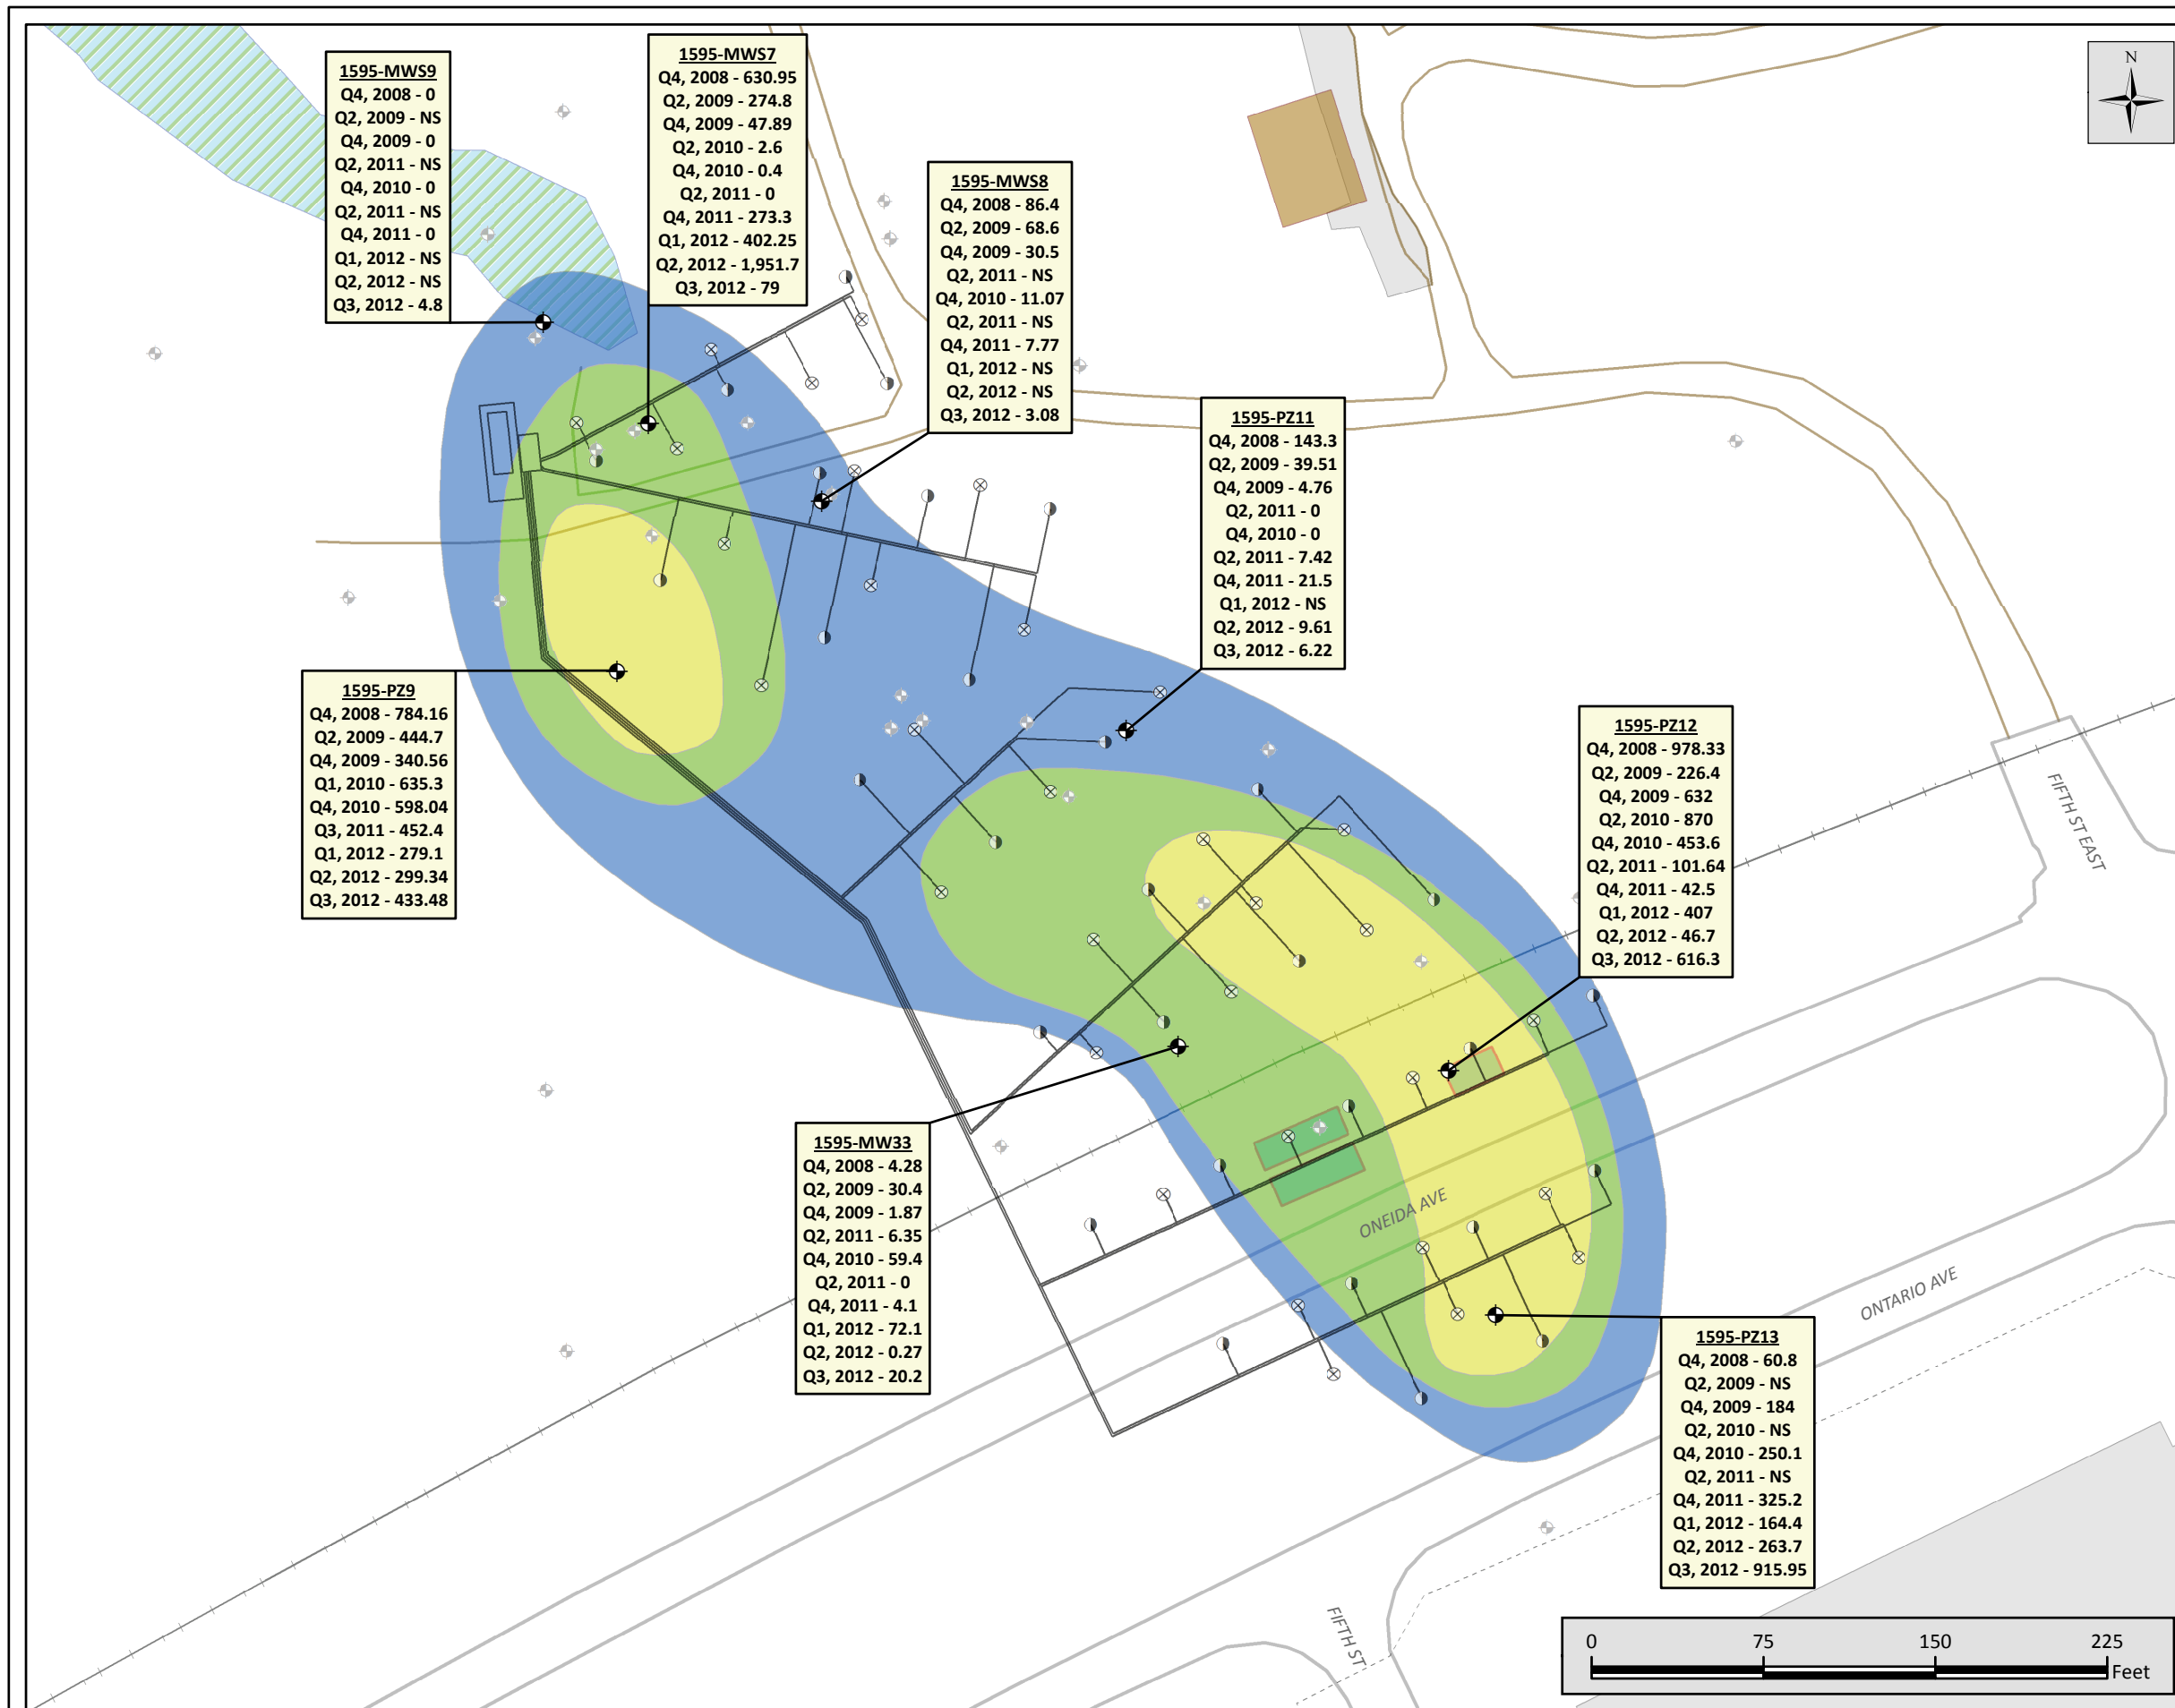 1595-MWS9
Q4, 2008 - 0
Q2, 2009 - NS
Q4, 2009 - 0
Q2, 2011 - NS
Q4, 2010 - 0
Q2, 2011 - NS
Q4, 2011 - 0
Q1, 2012 - NS
Q2, 2012 - NS
Q3, 2012 - 4.8
1595-MWS7
Q4, 2008 - 630.95
Q2, 2009 - 274.8
Q4, 2009 - 47.89
Q2, 2010 - 2.6
Q4, 2010 - 0.4
Q2, 2011 - 0
Q4, 2011 - 273.3
Q1, 2012 - 402.25
Q2, 2012 - 1,951.7
Q3, 2012 - 79
1595-MWS8
Q4, 2008 - 86.4
Q2, 2009 - 68.6
Q4, 2009 - 30.5
Q2, 2011 - NS
Q4, 2010 - 11.07
Q2, 2011 - NS
Q4, 2011 - 7.77
Q1, 2012 - NS
Q2, 2012 - NS
Q3, 2012 - 3.08
N
1595-PZ11
Q4, 2008 - 143.3
Q2, 2009 - 39.51
Q4, 2009 - 4.76
Q2, 2011 - 0
Q4, 2010 - 0
Q2, 2011 - 7.42
Q4, 2011 - 21.5
Q1, 2012 - NS
Q2, 2012 - 9.61
Q3, 2012 - 6.22
1595-PZ9
Q4, 2008 - 784.16
Q2, 2009 - 444.7
Q4, 2009 - 340.56
Q1, 2010 - 635.3
Q4, 2010 - 598.04
Q3, 2011 - 452.4
Q1, 2012 - 279.1
Q2, 2012 - 299.34
Q3, 2012 - 433.48
1595-PZ12
Q4, 2008 - 978.33
Q2, 2009 - 226.4
Q4, 2009 - 632
Q2, 2010 - 870
Q4, 2010 - 453.6
Q2, 2011 - 101.64
Q4, 2011 - 42.5
Q1, 2012 - 407
Q2, 2012 - 46.7
Q3, 2012 - 616.3
FIFTH ST EAST
1595-MW33
Q4, 2008 - 4.28
Q2, 2009 - 30.4
Q4, 2009 - 1.87
Q2, 2011 - 6.35
Q4, 2010 - 59.4
Q2, 2011 - 0
Q4, 2011 - 4.1
Q1, 2012 - 72.1
Q2, 2012 - 0.27
Q3, 2012 - 20.2
ONEIDA AVE
ONTARIO AVE
1595-PZ13
Q4, 2008 - 60.8
Q2, 2009 - NS
Q4, 2009 - 184
Q2, 2010 - NS
Q4, 2010 - 250.1
Q2, 2011 - NS
Q4, 2011 - 325.2
Q1, 2012 - 164.4
Q2, 2012 - 263.7
Q3, 2012 - 915.95
FIFTH ST
0 75 150 225
Feet